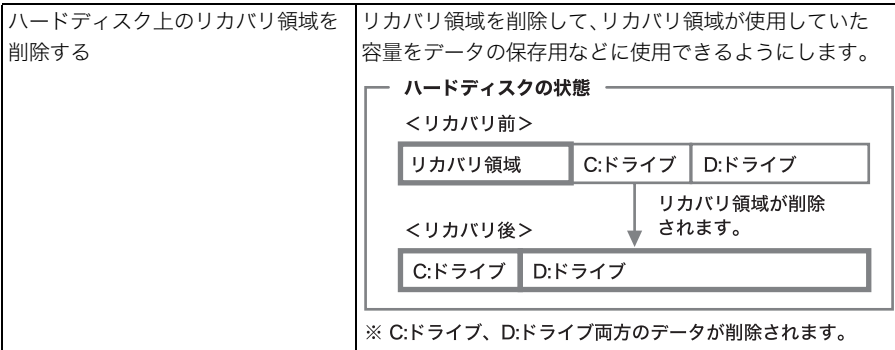 ハードディスク上のリカバリ領域を
削除する
リカバリ領域を削除して、リカバリ領域が使用していた
容量をデータの保存用などに使用できるようにします。
ハードディスクの状態
＜リカバリ前＞
リカバリ領域 C:ドライブ D:ドライブ
リカバリ領域が削除
されます。
＜リカバリ後＞
C:ドライブ D:ドライブ
※ C:ドライブ、D:ドライブ両方のデータが削除されます。